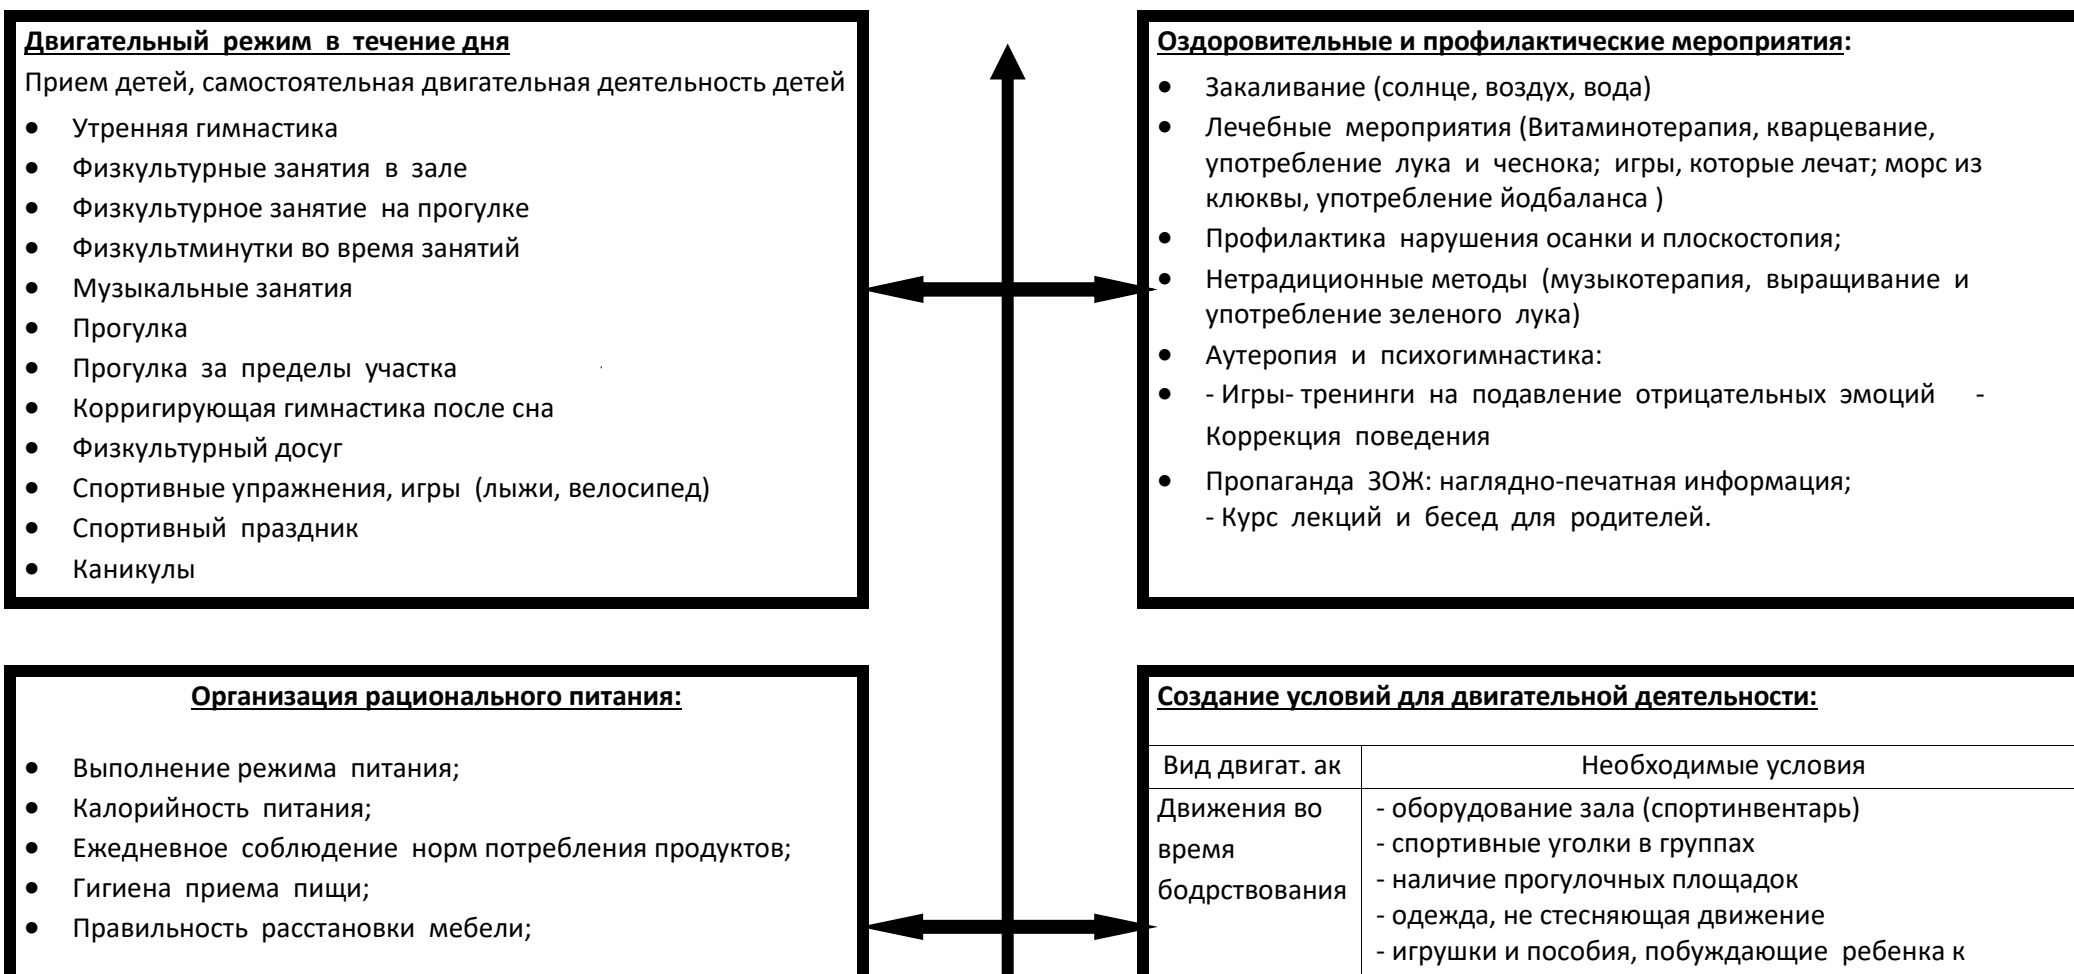 Двигательный режим в течение дня
Прием детей, самостоятельная двигательная деятельность детей
• Утренняя гимнастика
• Физкультурные занятия в зале
• Физкультурное занятие на прогулке
• Физкультминутки во время занятий
• Музыкальные занятия
• Прогулка
• Прогулка за пределы участка
• Корригирующая гимнастика после сна
• Физкультурный досуг
• Спортивные упражнения, игры (лыжи, велосипед)
• Спортивный праздник
• Каникулы
Оздоровительные и профилактические мероприятия:
• Закаливание (солнце, воздух, вода)
• Лечебные мероприятия (Витаминотерапия, кварцевание,
употребление лука и чеснока; игры, которые лечат; морс из
клюквы, употребление йодбаланса )
• Профилактика нарушения осанки и плоскостопия;
• Нетрадиционные методы (музыкотерапия, выращивание и
употребление зеленого лука)
• Аутеропия и психогимнастика:
• - Игры- тренинги на подавление отрицательных эмоций -
Коррекция поведения
• Пропаганда ЗОЖ: наглядно-печатная информация;
- Курс лекций и бесед для родителей.
Организация рационального питания:
• Выполнение режима питания;
• Калорийность питания;
• Ежедневное соблюдение норм потребления продуктов;
• Гигиена приема пищи;
• Правильность расстановки мебели;
Создание условий для двигательной деятельности:
Вид двигат. ак
Необходимые условия
Движения во
время
бодрствования
- оборудование зала (спортинвентарь)
- спортивные уголки в группах
- наличие прогулочных площадок
- одежда, не стесняющая движение
- игрушки и пособия, побуждающие ребенка к